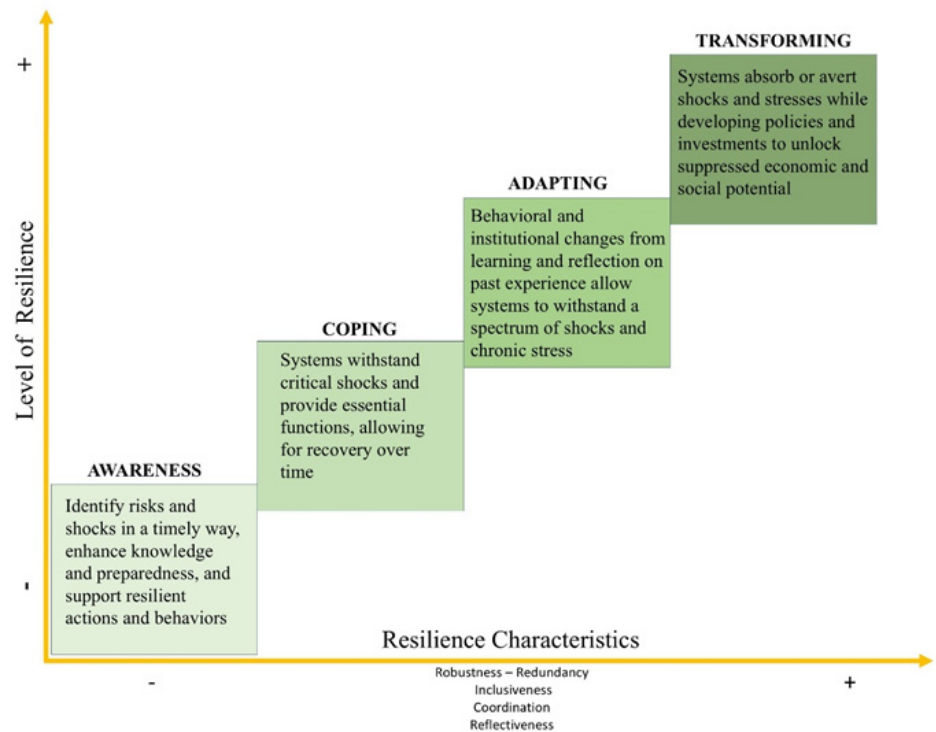 TRANSFORMING
Systems absorb or avert
shocks and stresses while
developing policies and
investments to unlock
suppressed economic and
social potential
ADAPTING
Behavioral and
institutional changes from
learning and reflection on
past experience allow
systems to withstand a
spectrum of shocks and
chronic stress
COPING
Systems withstand
critical shocks and
provide essential
functions, allowing
for recovery over
time
AWARENESS
Identify risks and
shocks in a timely way,
enhance knowledge
and preparedness, and
support resilient
actions and behaviors
+
Level of Resilience
-
Resilience Characteristics
-
+
Robustness – Redundancy
Inclusiveness
Coordination
Reflectiveness